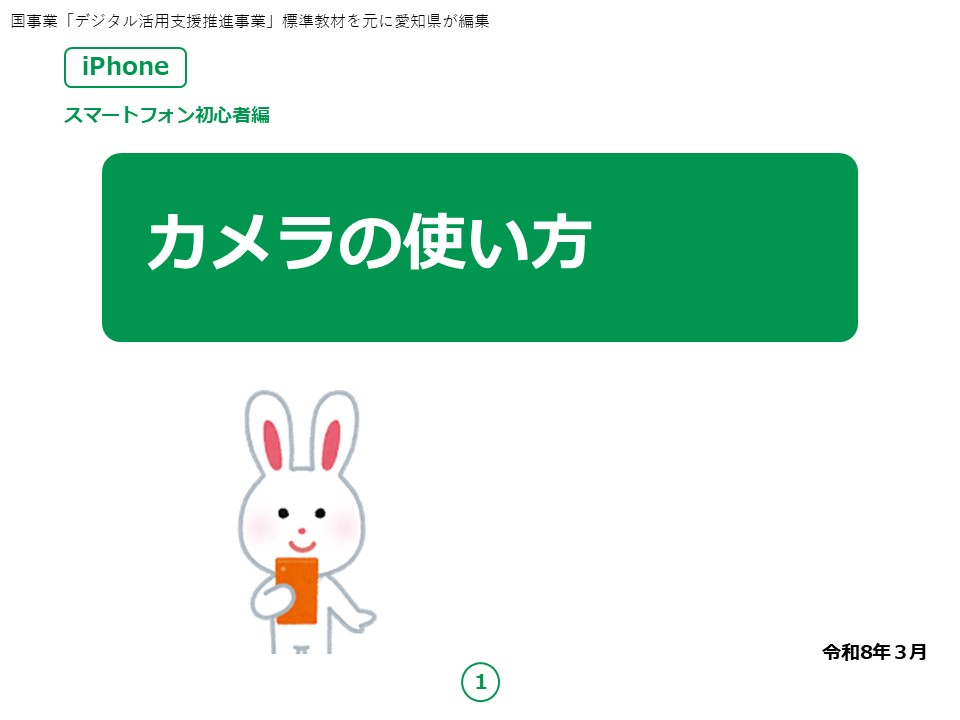 国事業「デジタル活用支援推進事業」標準教材を元に愛知県が編集
iPhone
スマートフォン初心者編
カメラの使い方
令和8年３月
1